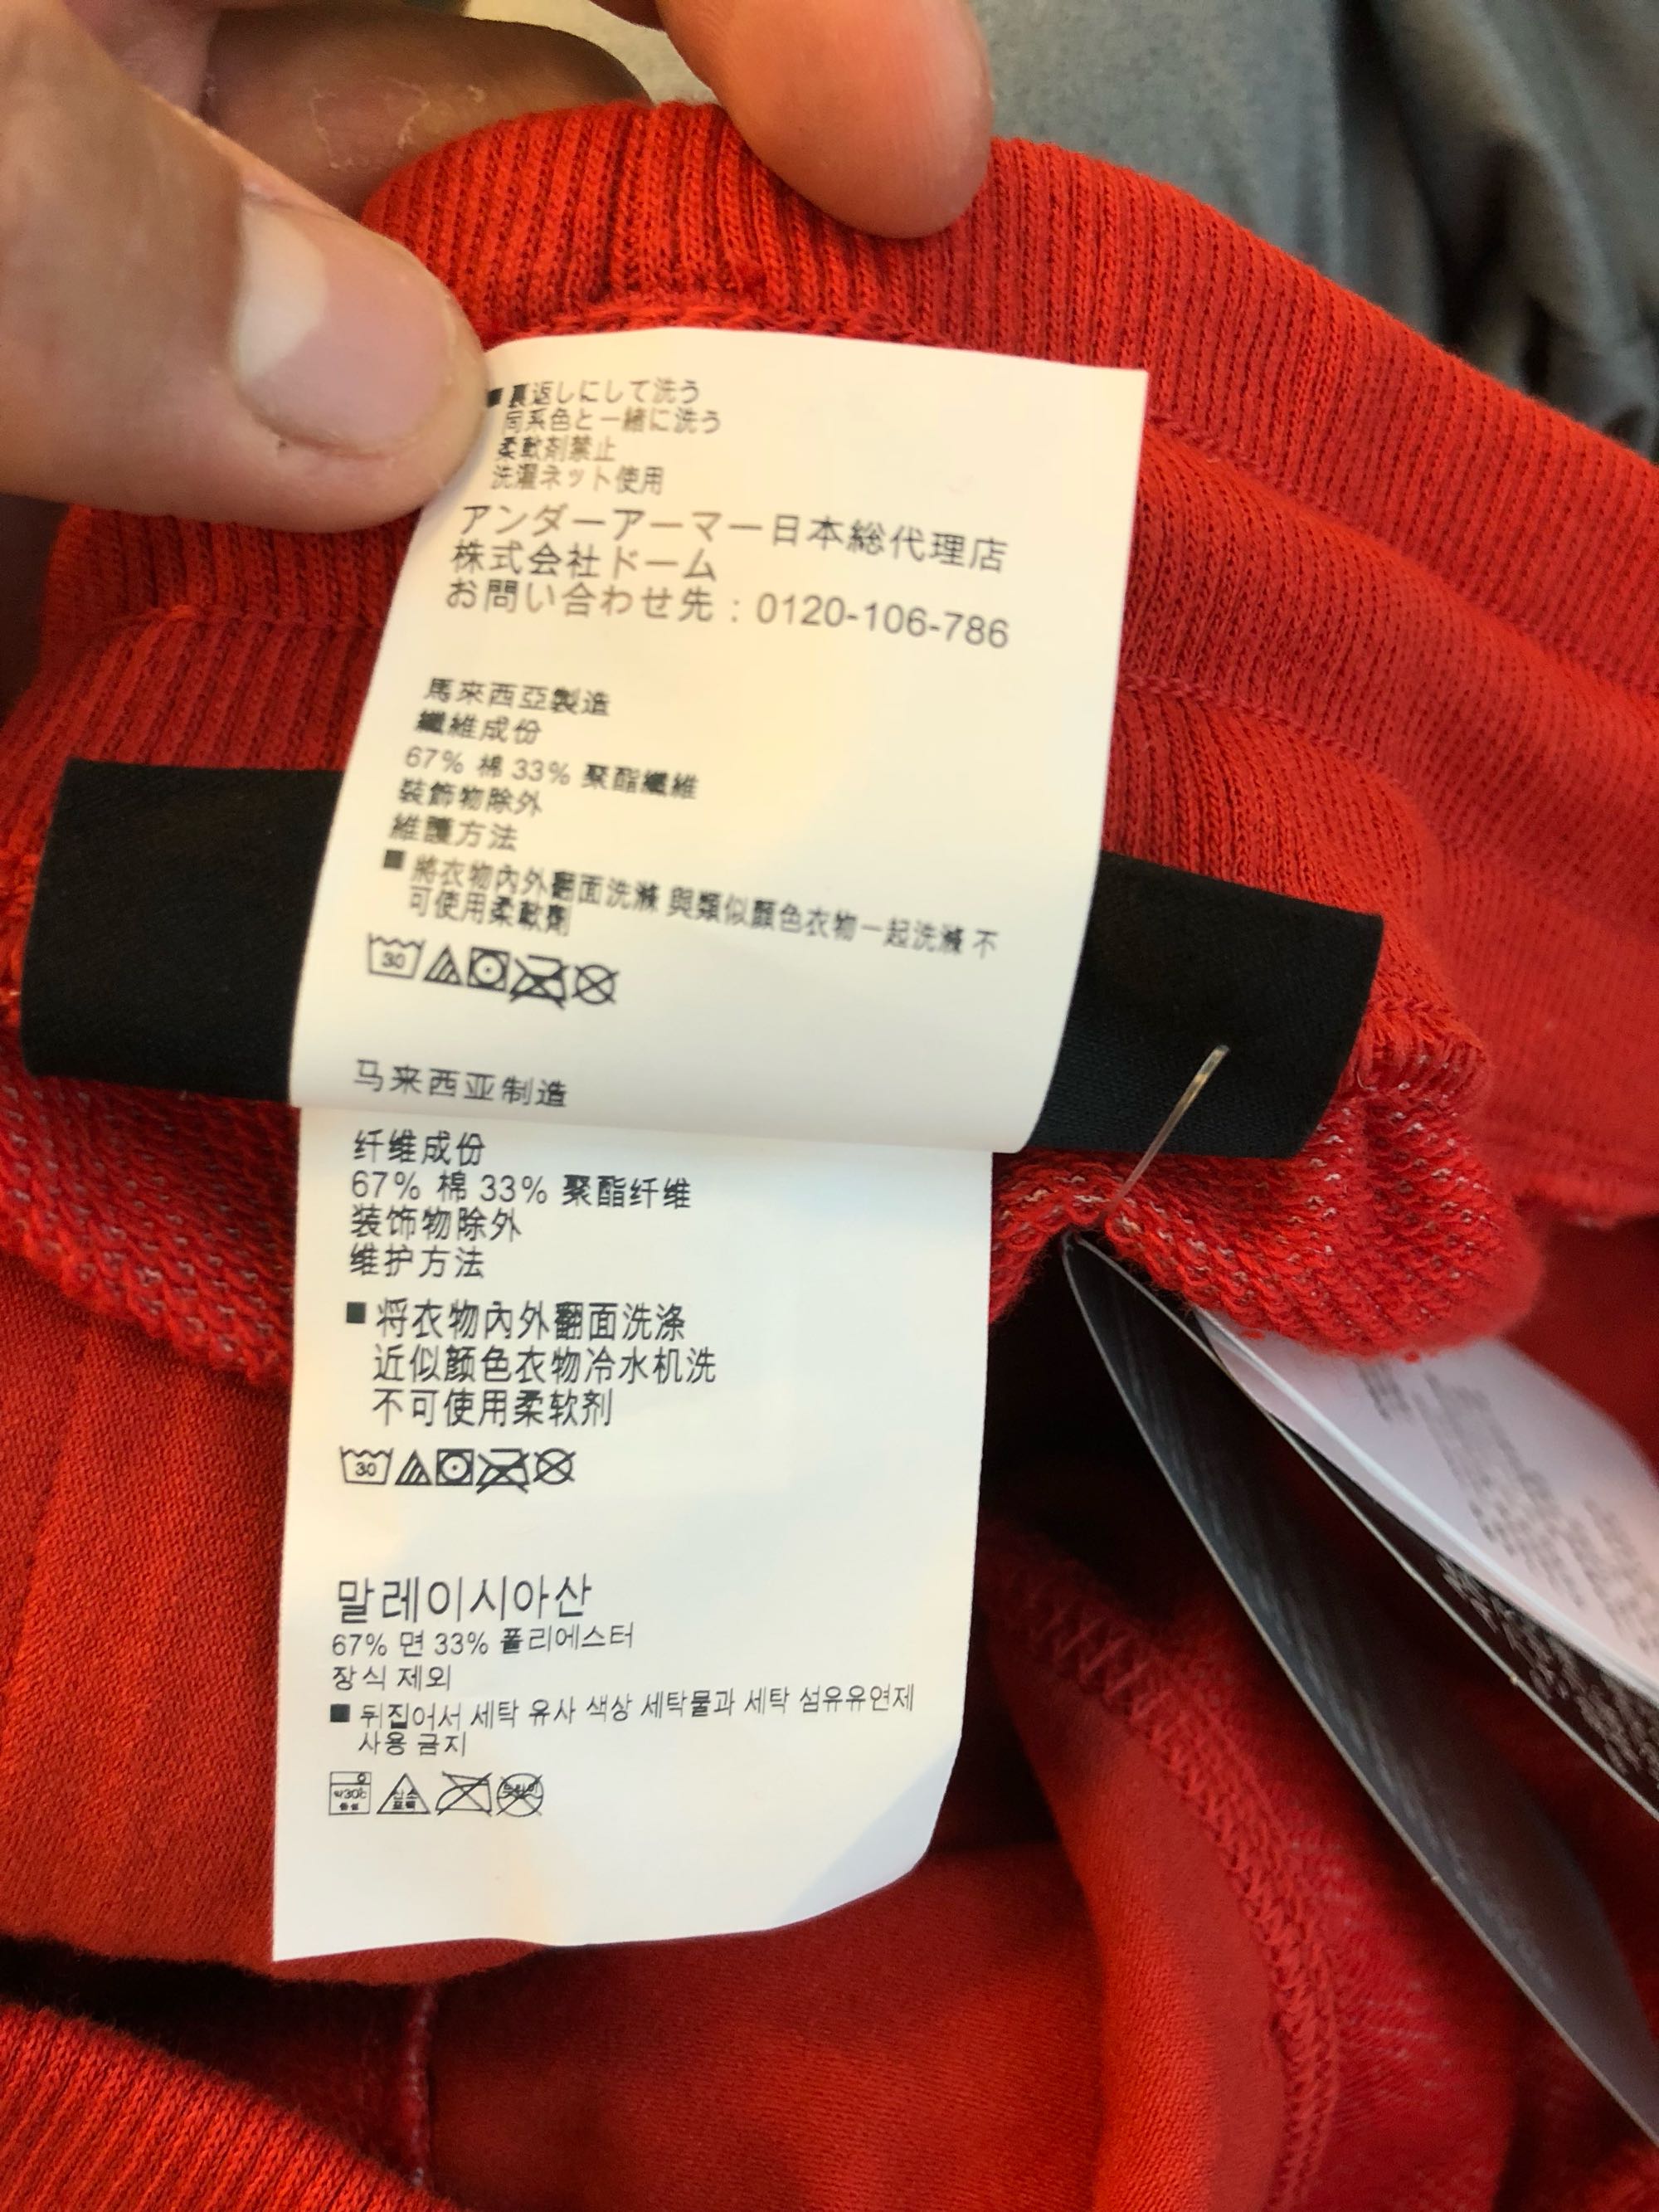 ■ 裏返しにして洗う
同系色と一緒に洗う
柔軟剤禁止
洗濯ネット使用
アンダーアーマー日本総代理店
株式会社ドーム
お問い合わせ先：0120-106-786
馬來西亞製造
纖維成份
67% 棉 33% 聚酯纖維
裝飾物除外
維護方法
■ 將衣物內外翻面洗滌 與類似顏色衣物一起洗滌 不
可使用柔軟劑
30
马来西亚制造
纤维成份
67% 棉 33% 聚酯纤维
装饰物除外
维护方法
■ 将衣物内外翻面洗涤
近似颜色衣物冷水机洗
不可使用柔软剂
30
말레이시아산
67% 면 33% 폴리에스터
장식 제외
■ 뒤집어서 세탁 유사 색상 세탁물과 세탁 섬유유연제
사용 금지
약30℃